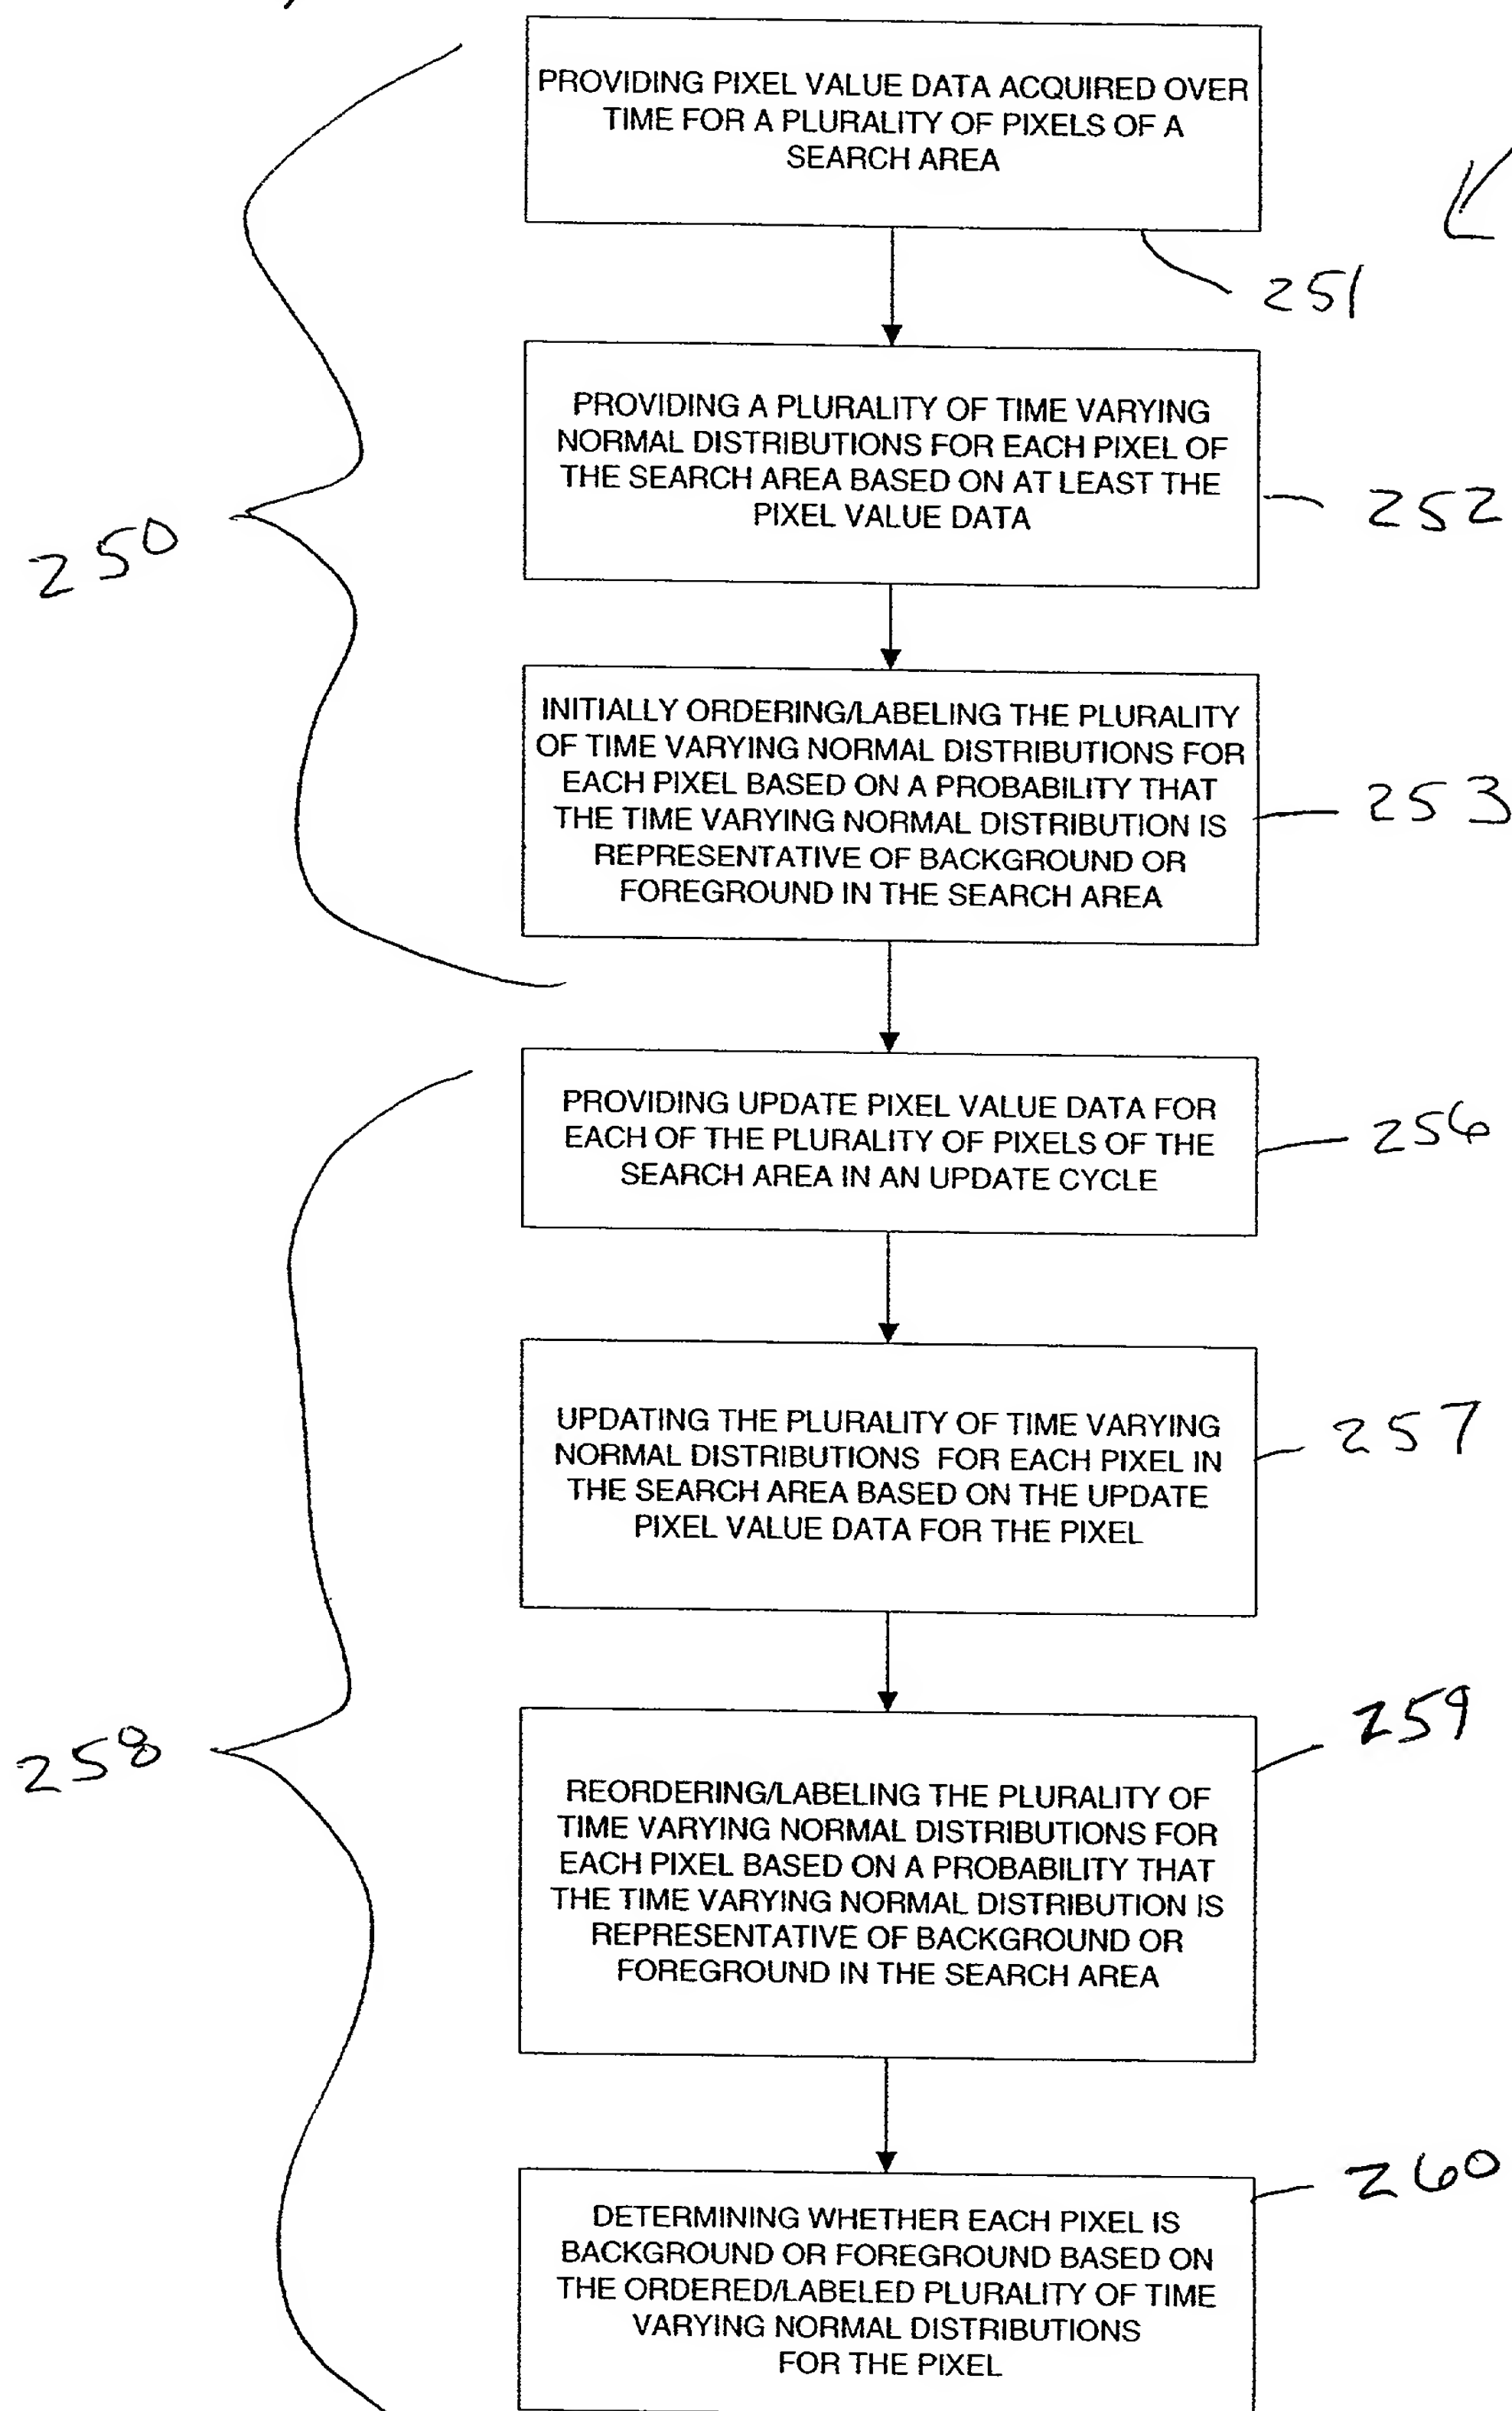 PROVIDING PIXEL VALUE DATA ACQUIRED OVER
TIME FOR A PLURALITY OF PIXELS OF A
SEARCH AREA
251
PROVIDING A PLURALITY OF TIME VARYING
NORMAL DISTRIBUTIONS FOR EACH PIXEL OF
THE SEARCH AREA BASED ON AT LEAST THE
PIXEL VALUE DATA
252
250
INITIALLY ORDERING/LABELING THE PLURALITY
OF TIME VARYING NORMAL DISTRIBUTIONS FOR
EACH PIXEL BASED ON A PROBABILITY THAT
THE TIME VARYING NORMAL DISTRIBUTION IS
REPRESENTATIVE OF BACKGROUND OR
FOREGROUND IN THE SEARCH AREA
253
PROVIDING UPDATE PIXEL VALUE DATA FOR
EACH OF THE PLURALITY OF PIXELS OF THE
SEARCH AREA IN AN UPDATE CYCLE
256
UPDATING THE PLURALITY OF TIME VARYING
NORMAL DISTRIBUTIONS FOR EACH PIXEL IN
THE SEARCH AREA BASED ON THE UPDATE
PIXEL VALUE DATA FOR THE PIXEL
257
259
258
REORDERING/LABELING THE PLURALITY OF
TIME VARYING NORMAL DISTRIBUTIONS FOR
EACH PIXEL BASED ON A PROBABILITY THAT
THE TIME VARYING NORMAL DISTRIBUTION IS
REPRESENTATIVE OF BACKGROUND OR
FOREGROUND IN THE SEARCH AREA
260
DETERMINING WHETHER EACH PIXEL IS
BACKGROUND OR FOREGROUND BASED ON
THE ORDERED/LABELED PLURALITY OF TIME
VARYING NORMAL DISTRIBUTIONS
FOR THE PIXEL